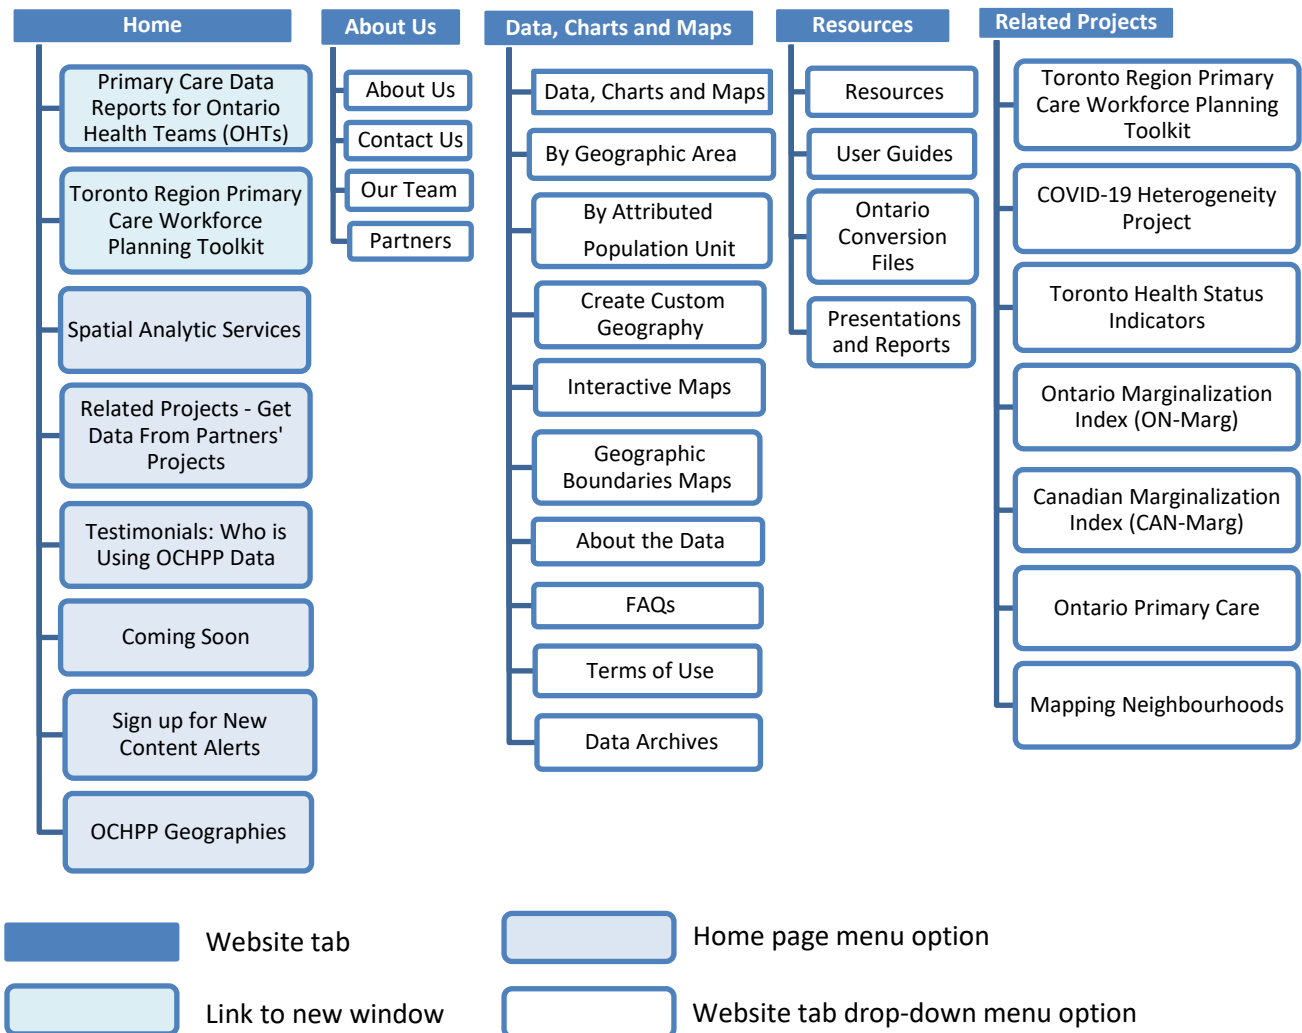 Home
Primary Care Data
Reports for Ontario
Health Teams (OHTs)
Toronto Region Primary
Care Workforce
Planning Toolkit
Spatial Analytic Services
Related Projects - Get
Data From Partners'
Projects
Testimonials: Who is
Using OCHPP Data
Coming Soon
Sign up for New
Content Alerts
OCHPP Geographies
About Us
About Us
Contact Us
Our Team
Partners
Data, Charts and Maps
Data, Charts and Maps
By Geographic Area
By Attributed
Population Unit
Create Custom
Geography
Interactive Maps
Geographic
Boundaries Maps
About the Data
FAQs
Terms of Use
Data Archives
Resources
Resources
User Guides
Ontario
Conversion
Files
Presentations
and Reports
Related Projects
Toronto Region Primary
Care Workforce Planning
Toolkit
COVID-19 Heterogeneity
Project
Toronto Health Status
Indicators
Ontario Marginalization
Index (ON-Marg)
Canadian Marginalization
Index (CAN-Marg)
Ontario Primary Care
Mapping Neighbourhoods
Website tab
Home page menu option
Link to new window
Website tab drop-down menu option